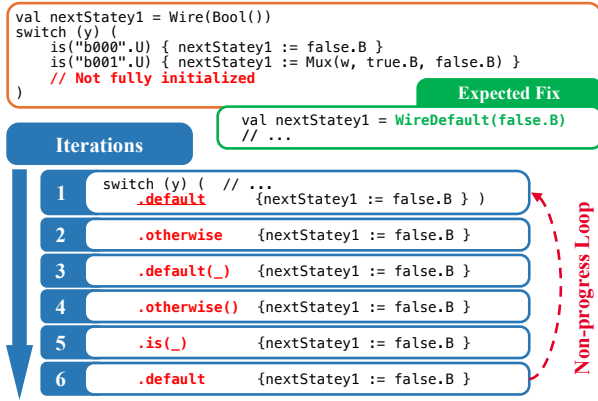 val nextStatey1 = Wire(Bool())
switch (y) (
is("b000".U) { nextStatey1 := false.B }
is("b001".U) { nextStatey1 := Mux(w, true.B, false.B) }
// Not fully initialized
)
Expected Fix
val nextStatey1 = WireDefault(false.B)
// ...
Iterations
1
switch (y) ( // ...
.default {nextStatey1 := false.B } )
2
.otherwise {nextStatey1 := false.B }
3
.default(_) {nextStatey1 := false.B }
4
.otherwise() {nextStatey1 := false.B }
5
.is(_) {nextStatey1 := false.B }
6
.default {nextStatey1 := false.B }
Non-progress Loop